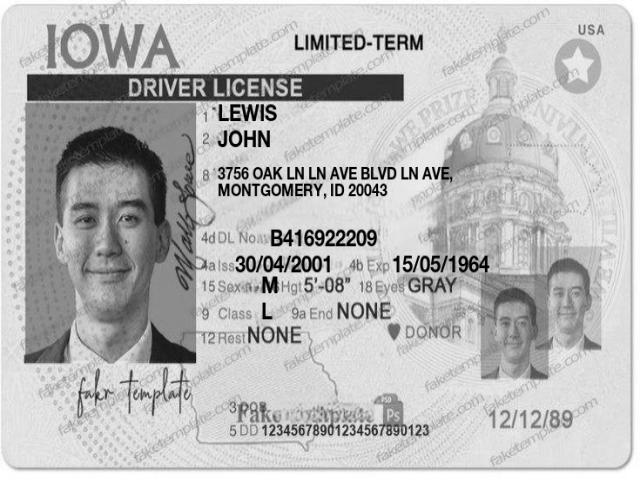 IOWA
LIMITED-TERM
USA
DRIVER LICENSE
1 LEWIS
2 JOHN
8 3756 OAK LN LN AVE BLVD LN AVE,
MONTGOMERY, ID 20043
4d DL No. B416922209
4a Iss 30/04/2001 4b Exp 15/05/1964
15 Sex M Hgt 5'-08" 18 Eyes GRAY
9 Class L 9a End NONE
12 Rest NONE DONOR
fakr template
3 DOB
PSD
Ps
12/12/89
5 DD 12345678901234567890123
faketemplate.com